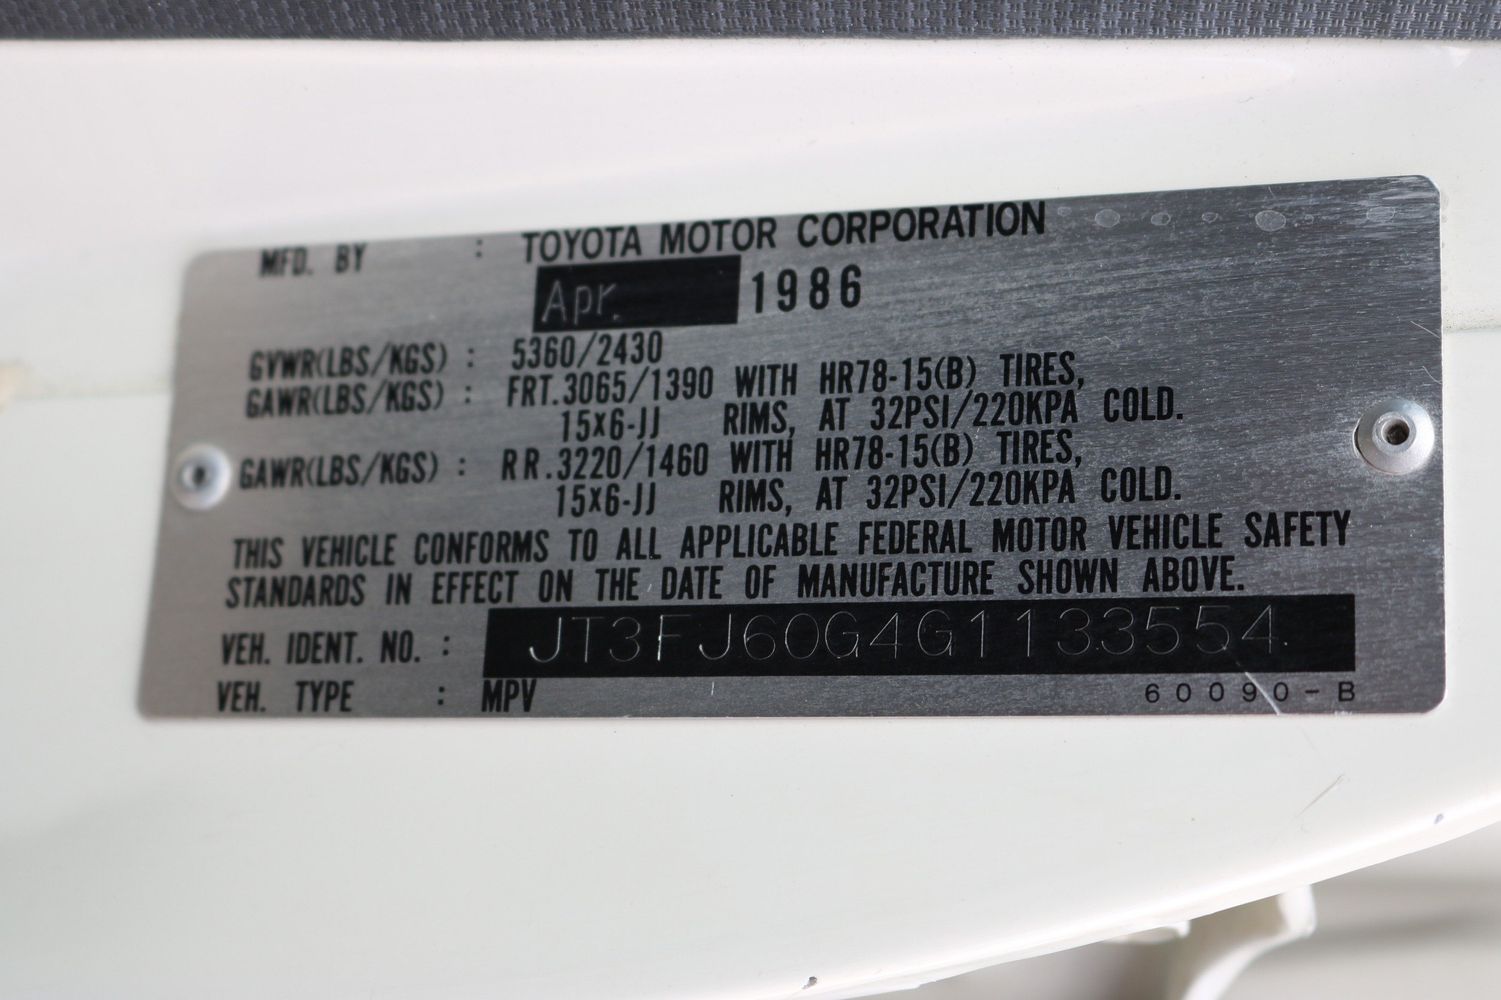 MFD. BY : TOYOTA MOTOR CORPORATION
Apr. 1986
GVWR(LBS/KGS) : 5360/2430
GAWR(LBS/KGS) : FRT.3065/1390 WITH HR78-15(B) TIRES,
15x6-JJ RIMS, AT 32PSI/220KPA COLD.
GAWR(LBS/KGS) : RR.3220/1460 WITH HR78-15(B) TIRES,
15x6-JJ RIMS, AT 32PSI/220KPA COLD.
THIS VEHICLE CONFORMS TO ALL APPLICABLE FEDERAL MOTOR VEHICLE SAFETY
STANDARDS IN EFFECT ON THE DATE OF MANUFACTURE SHOWN ABOVE.
VEH. IDENT. NO. : JT3FJ60G4G1133554
VEH. TYPE : MPV 60090-B